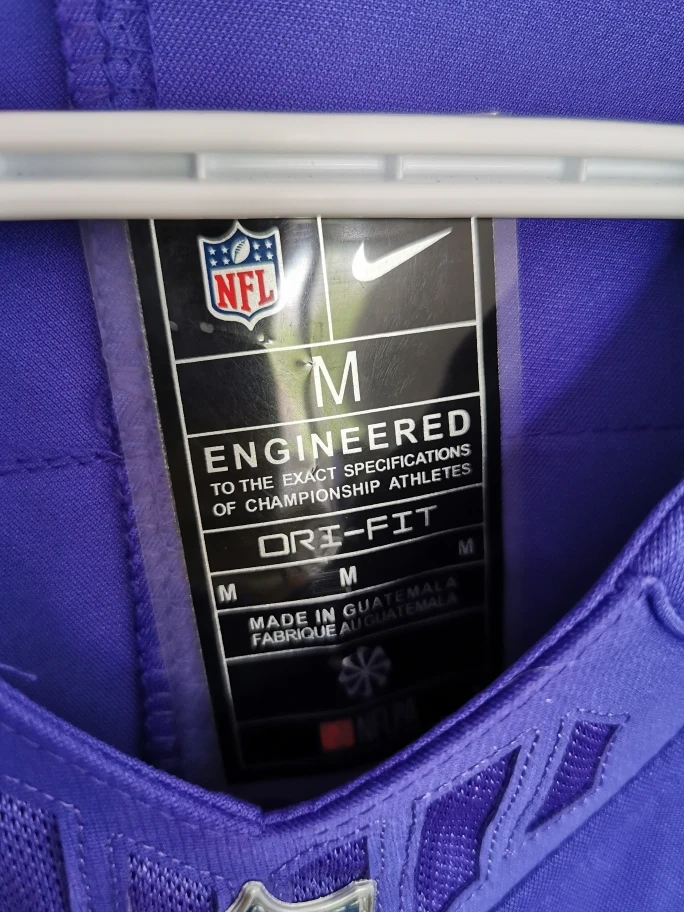 NFL
M
ENGINEERED
TO THE EXACT SPECIFICATIONS
OF CHAMPIONSHIP ATHLETES
DRI-FIT
M M M
MADE IN GUATEMALA
FABRIQUE AU GUATEMALA